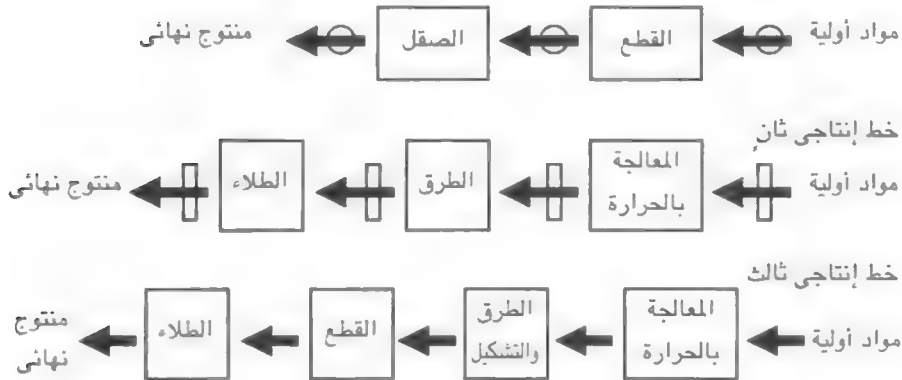 مواد أولية
القطع
الصقل
منتوج نهائى
خط إنتاجى ثانٍ
مواد أولية
المعالجة
بالحرارة
الطرق
الطلاء
منتوج نهائى
خط إنتاجى ثالث
مواد أولية
المعالجة
بالحرارة
الطرق
والتشكيل
القطع
الطلاء
منتوج
نهائى